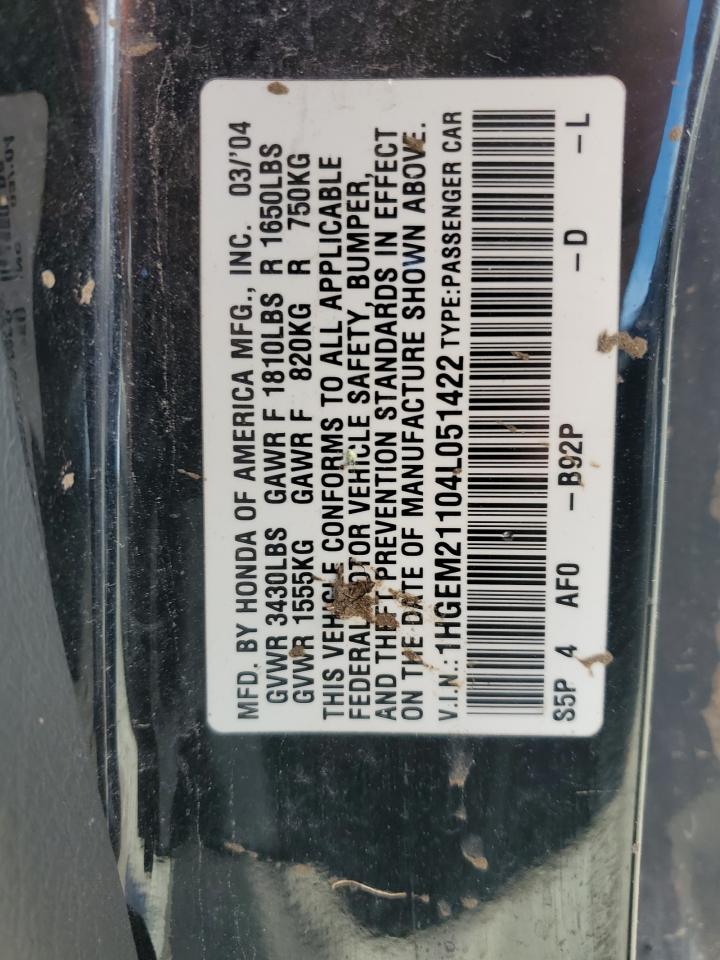 MFD. BY HONDA OF AMERICA MFG., INC. 03/'04
GVWR 3430LBS GAWR F 1810LBS R 1650LBS
GVWR 1555KG GAWR F 820KG R 750KG
THIS VEHICLE CONFORMS TO ALL APPLICABLE
FEDERAL MOTOR VEHICLE SAFETY, BUMPER,
AND THEFT PREVENTION STANDARDS IN EFFECT
ON THE DATE OF MANUFACTURE SHOWN ABOVE.
V.I.N.: 1HGEM21104L051422 TYPE:PASSENGER CAR
S5P 4 AF0 -B92P -D -L